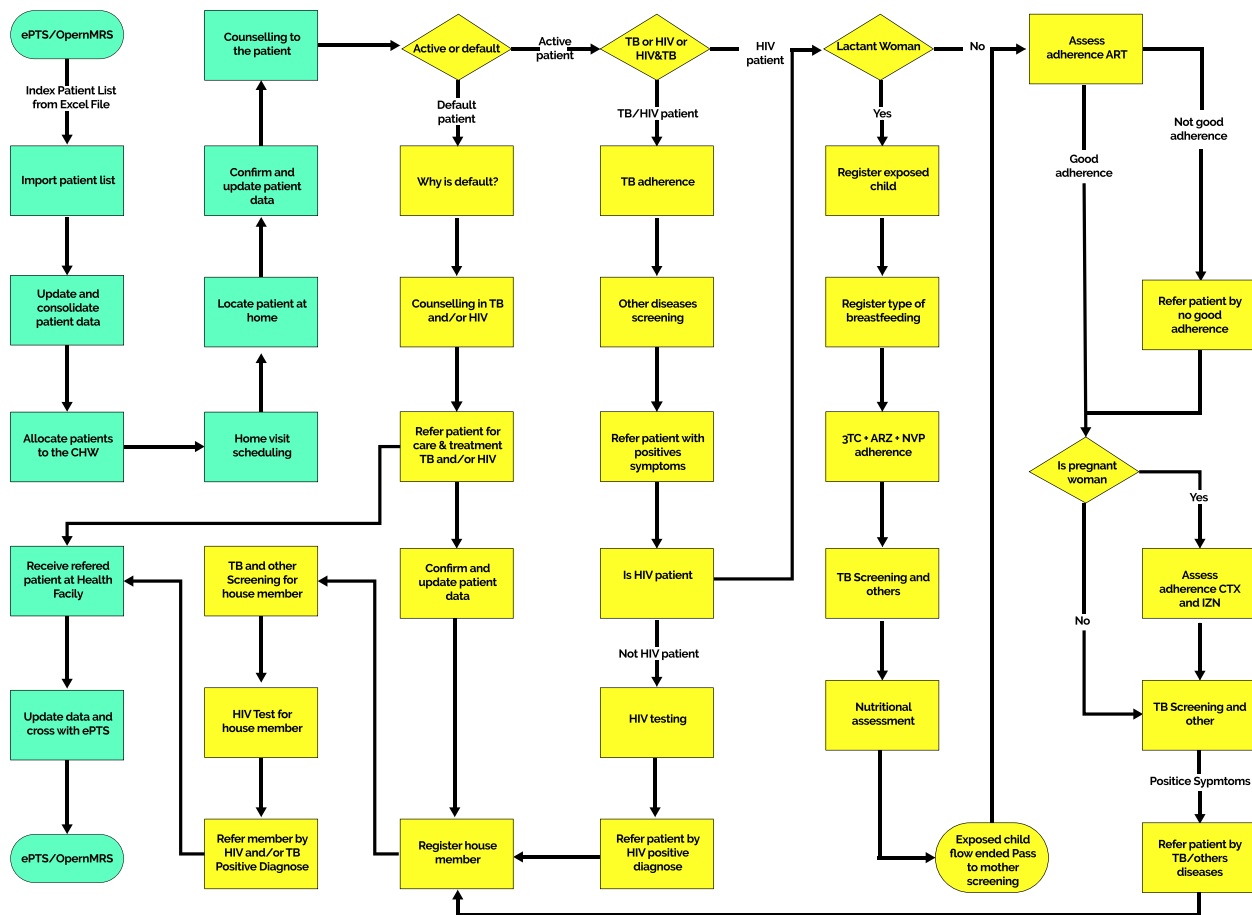 ePTS/OpernMRS
Index Patient List
from Excel File
Import patient list
Update and
consolidate
patient data
Allocate patients
to the CHW
Home visit
scheduling
Locate patient at
home
Confirm and
update patient
data
Counselling to
the patient
Active or default
Active
patient
Default
patient
Why is default?
Counselling in TB
and/or HIV
Refer patient for
care & treatment
TB and/or HIV
Confirm and
update patient
data
Register house
member
TB or HIV or
HIV&TB
HIV
patient
TB/HIV patient
TB adherence
Other diseases
screening
Refer patient with
positives
symptoms
Is HIV patient
Not HIV patient
HIV testing
Refer patient by
HIV positive
diagnose
Lactant Woman
No
Yes
Register exposed
child
Register type of
breastfeeding
3TC + ARZ + NVP
adherence
TB Screening and
others
Nutritional
assessment
Exposed child
flow ended Pass
to mother
screening
Assess
adherence ART
Not good
adherence
Good
adherence
Refer patient by
no good
adherence
Is pregnant
woman
Yes
No
Assess
adherence CTX
and IZN
TB Screening and
other
Positice Sypmtoms
Refer patient by
TB/others
diseases
TB and other
Screening for
house member
HIV Test for
house member
Refer member by
HIV and/or TB
Positive Diagnose
Receive refered
patient at Health
Facily
Update data and
cross with ePTS
ePTS/OpernMRS